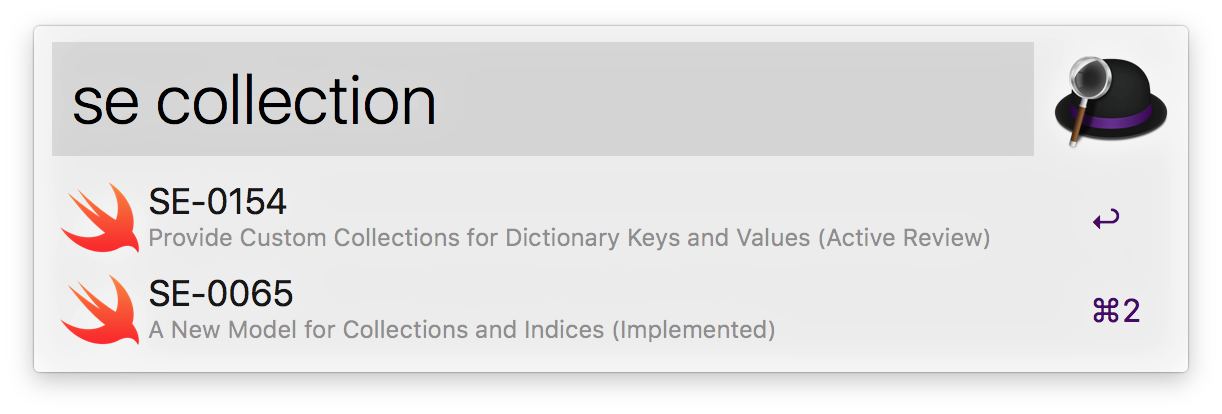 se collection
SE-0154
Provide Custom Collections for Dictionary Keys and Values (Active Review)
↩
SE-0065
A New Model for Collections and Indices (Implemented)
⌘2